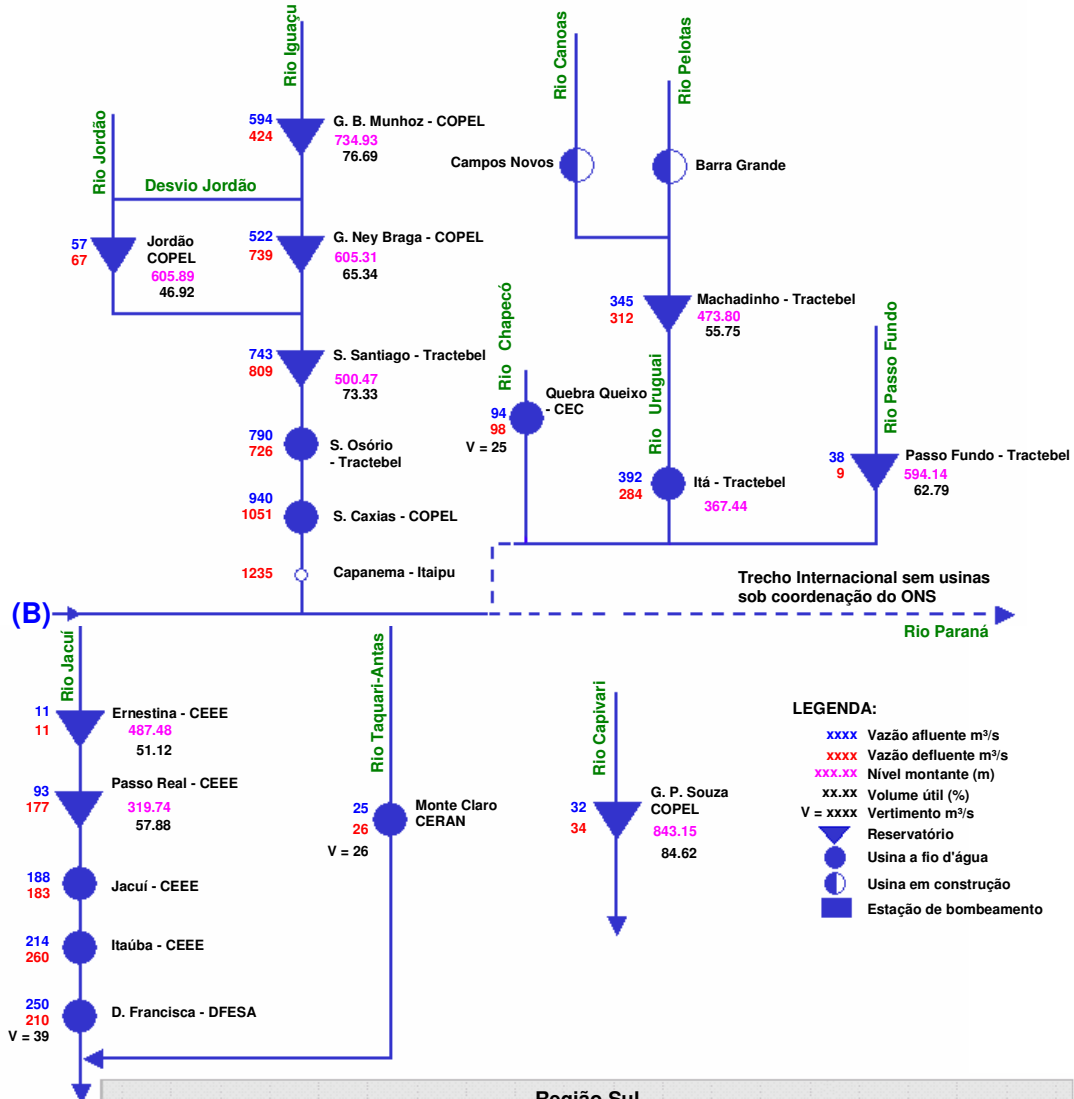 Rio Iguaçu
594
424
G. B. Munhoz - COPEL
734.93
76.69
Rio Jordão
Desvio Jordão
57
67
Jordão
COPEL
605.89
46.92
522
739
G. Ney Braga - COPEL
605.31
65.34
743
809
S. Santiago - Tractebel
500.47
73.33
790
726
S. Osório
- Tractebel
940
1051
S. Caxias - COPEL
1235
Capanema - Itaipu
Rio Canoas
Rio Pelotas
Campos Novos
Barra Grande
345
312
Machadinho - Tractebel
473.80
55.75
Rio Chapecó
Quebra Queixo
- CEC
94
98
V = 25
Rio Uruguai
392
284
Itá - Tractebel
367.44
Rio Passo Fundo
38
9
Passo Fundo - Tractebel
594.14
62.79
Trecho Internacional sem usinas
sob coordenação do ONS
(B)
Rio Paraná
Rio Jacuí
11
11
Ernestina - CEEE
487.48
51.12
93
177
Passo Real - CEEE
319.74
57.88
188
183
Jacuí - CEEE
214
260
Itaúba - CEEE
250
210
V = 39
D. Francisca - DFESA
Rio Taquari-Antas
25
26
V = 26
Monte Claro
CERAN
Rio Capivari
32
34
G. P. Souza
COPEL
843.15
84.62
LEGENDA:
xxxx Vazão afluente m³/s
xxxx Vazão defluente m³/s
xxx.xx Nível montante (m)
xx.xx Volume útil (%)
V = xxxx Vertimento m³/s
Reservatório
Usina a fio d'água
Usina em construção
Estação de bombeamento
Região Sul